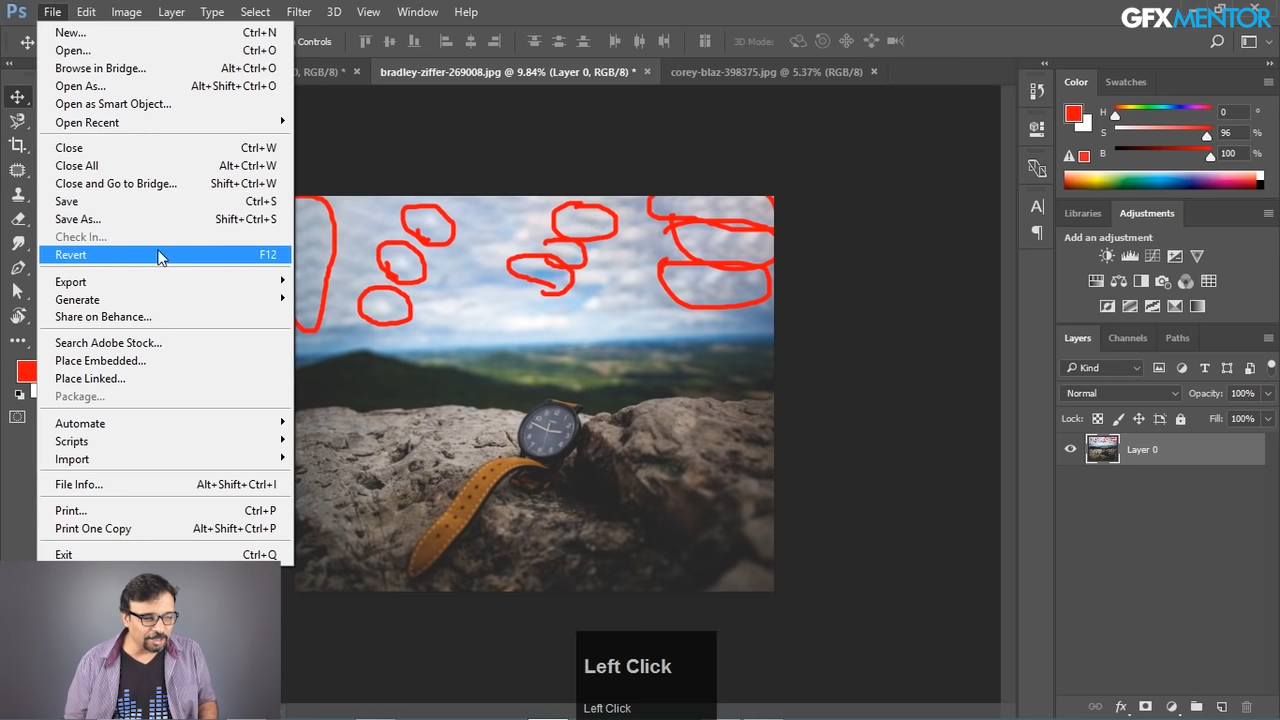 Ps File Edit Image Layer Type Select Filter 3D View Window Help
GFXMENTOR
Controls 3D Mode:
0, RGB/8) * × bradley-ziffer-269008.jpg @ 9.84% (Layer 0, RGB/8) * × corey-blaz-398375.jpg @ 5.37% (RGB/8) ×
New... Ctrl+N
Open... Ctrl+O
Browse in Bridge... Alt+Ctrl+O
Open As... Alt+Shift+Ctrl+O
Open as Smart Object...
Open Recent
Close Ctrl+W
Close All Alt+Ctrl+W
Close and Go to Bridge... Shift+Ctrl+W
Save Ctrl+S
Save As... Shift+Ctrl+S
Check In...
Revert F12
Export
Generate
Share on Behance...
Search Adobe Stock...
Place Embedded...
Place Linked...
Package...
Automate
Scripts
Import
File Info... Alt+Shift+Ctrl+I
Print... Ctrl+P
Print One Copy Alt+Shift+Ctrl+P
Exit Ctrl+Q
Color Swatches
H 0 °
S 96 %
B 100 %
Libraries Adjustments
Add an adjustment
Layers Channels Paths
Kind
Normal Opacity: 100%
Lock: Fill: 100%
Layer 0
Left Click
Left Click